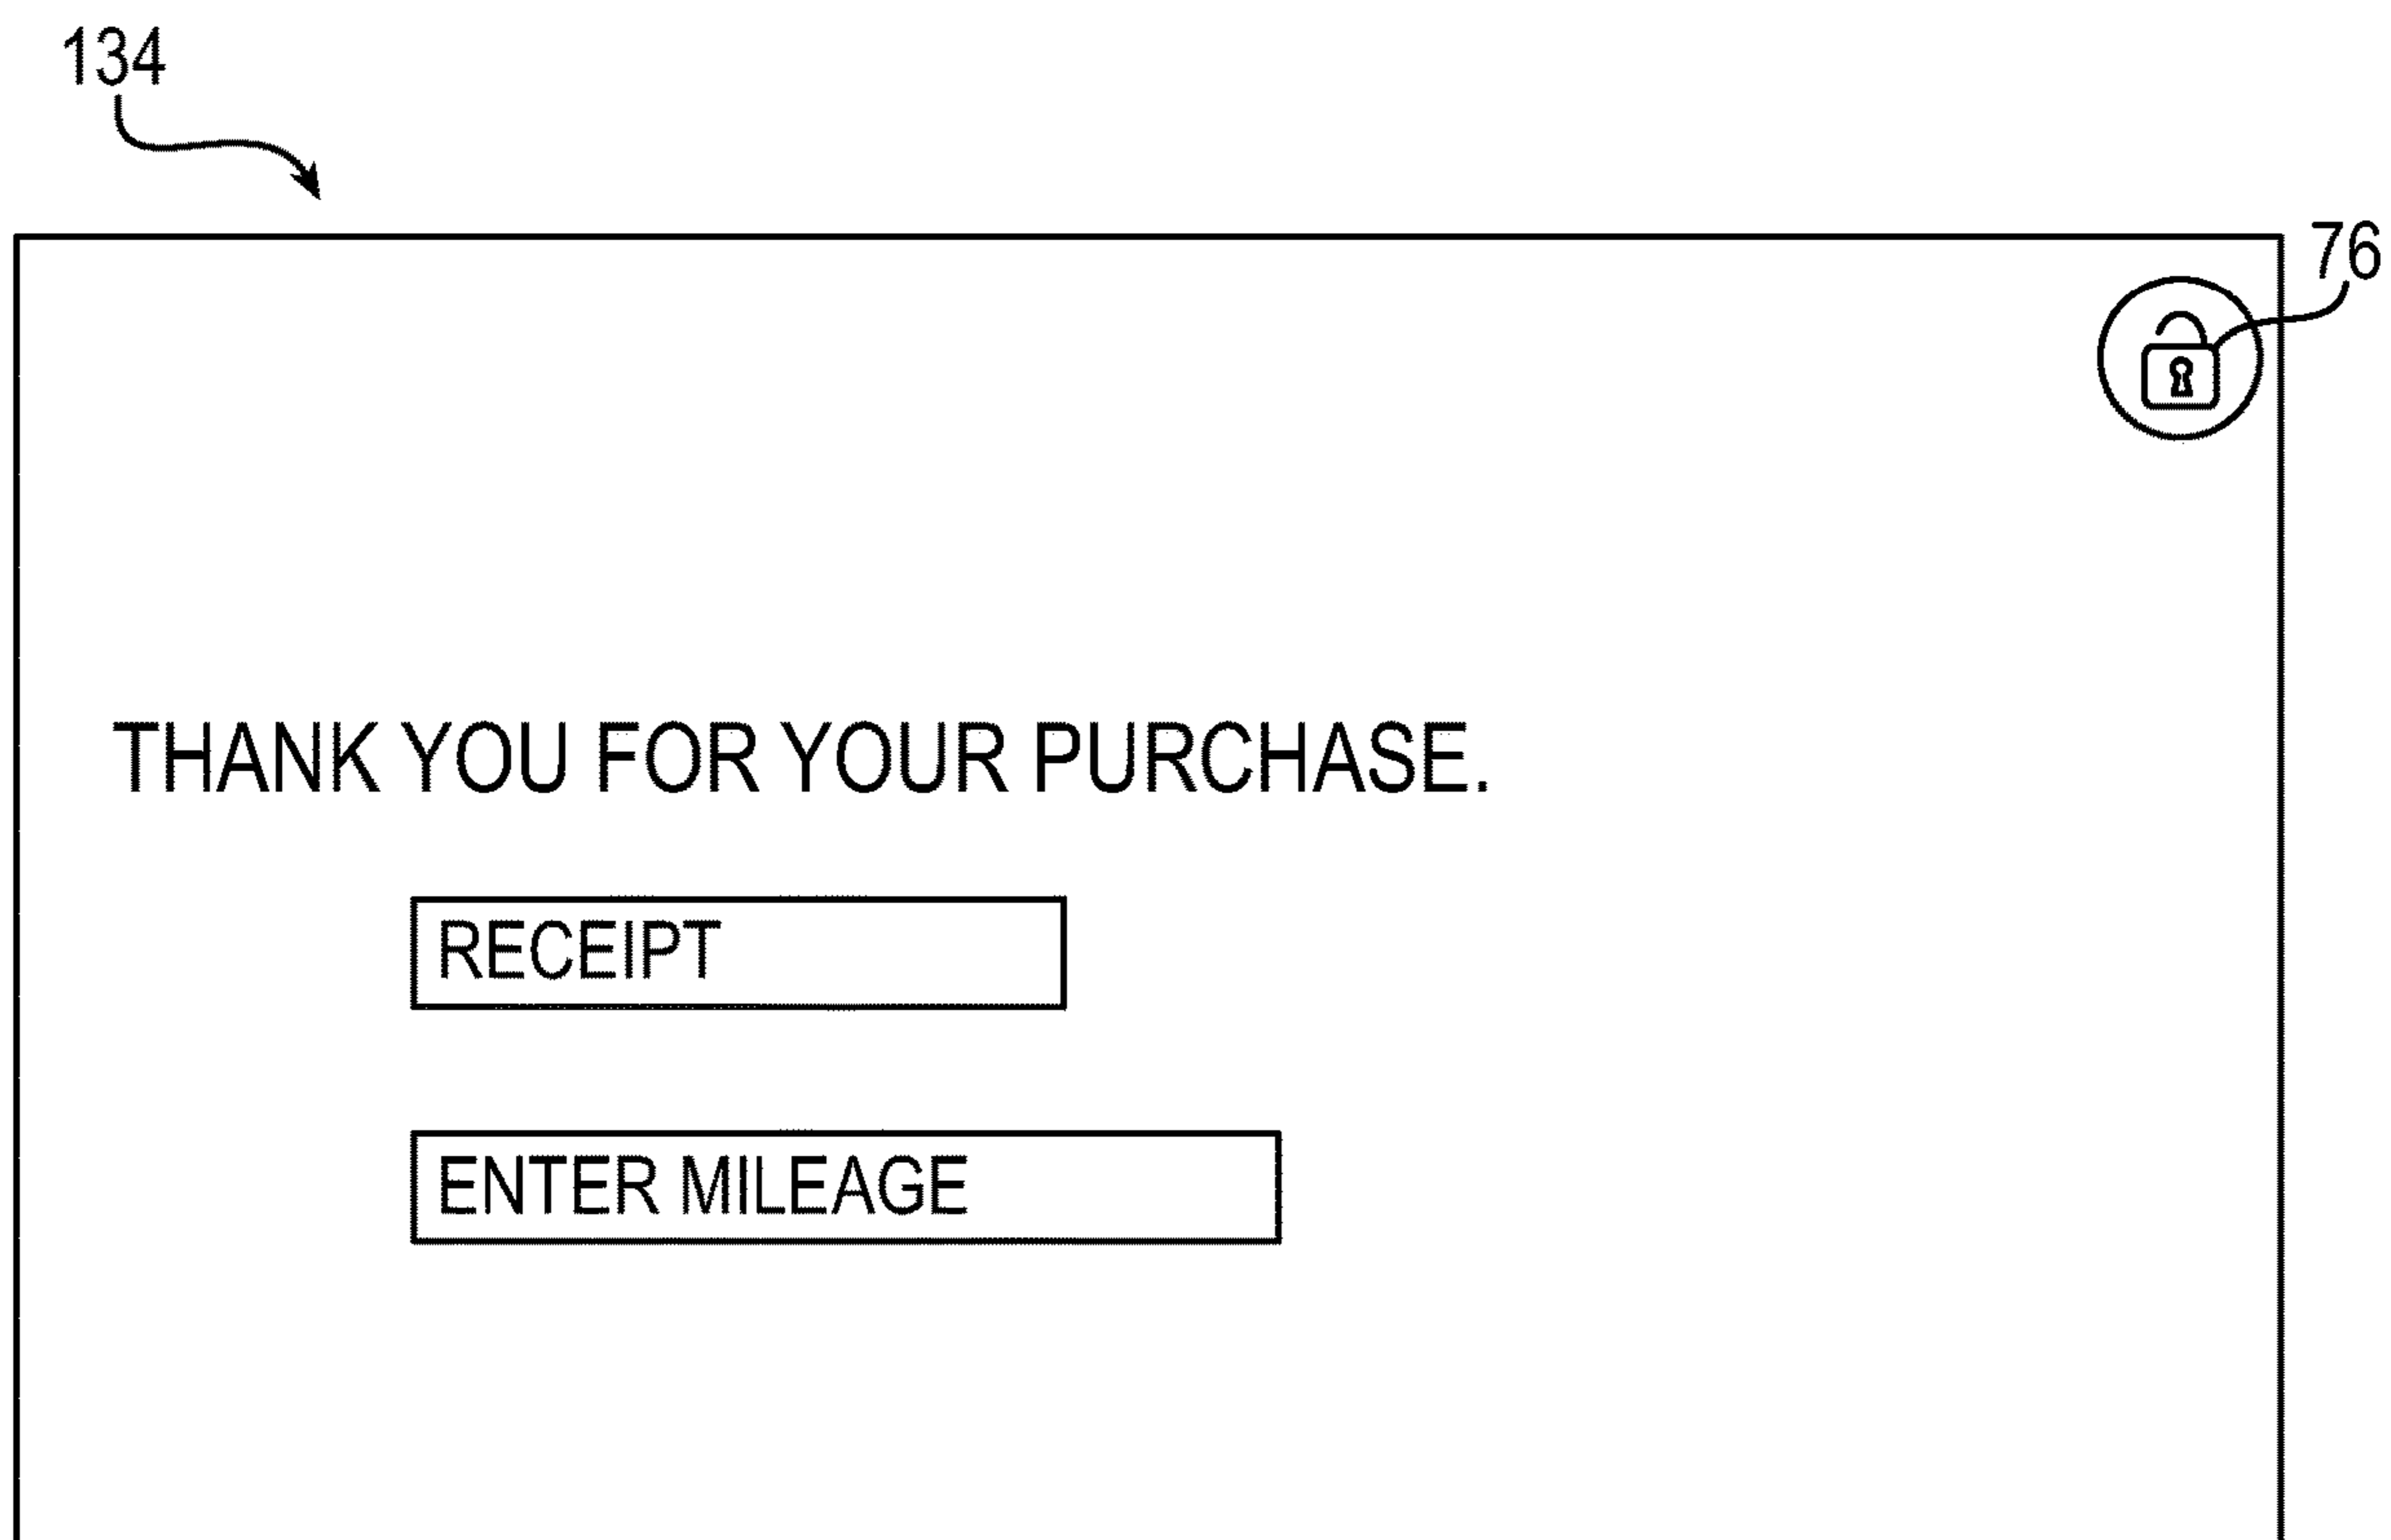 134
76
THANK YOU FOR YOUR PURCHASE.
RECEIPT
ENTER MILEAGE